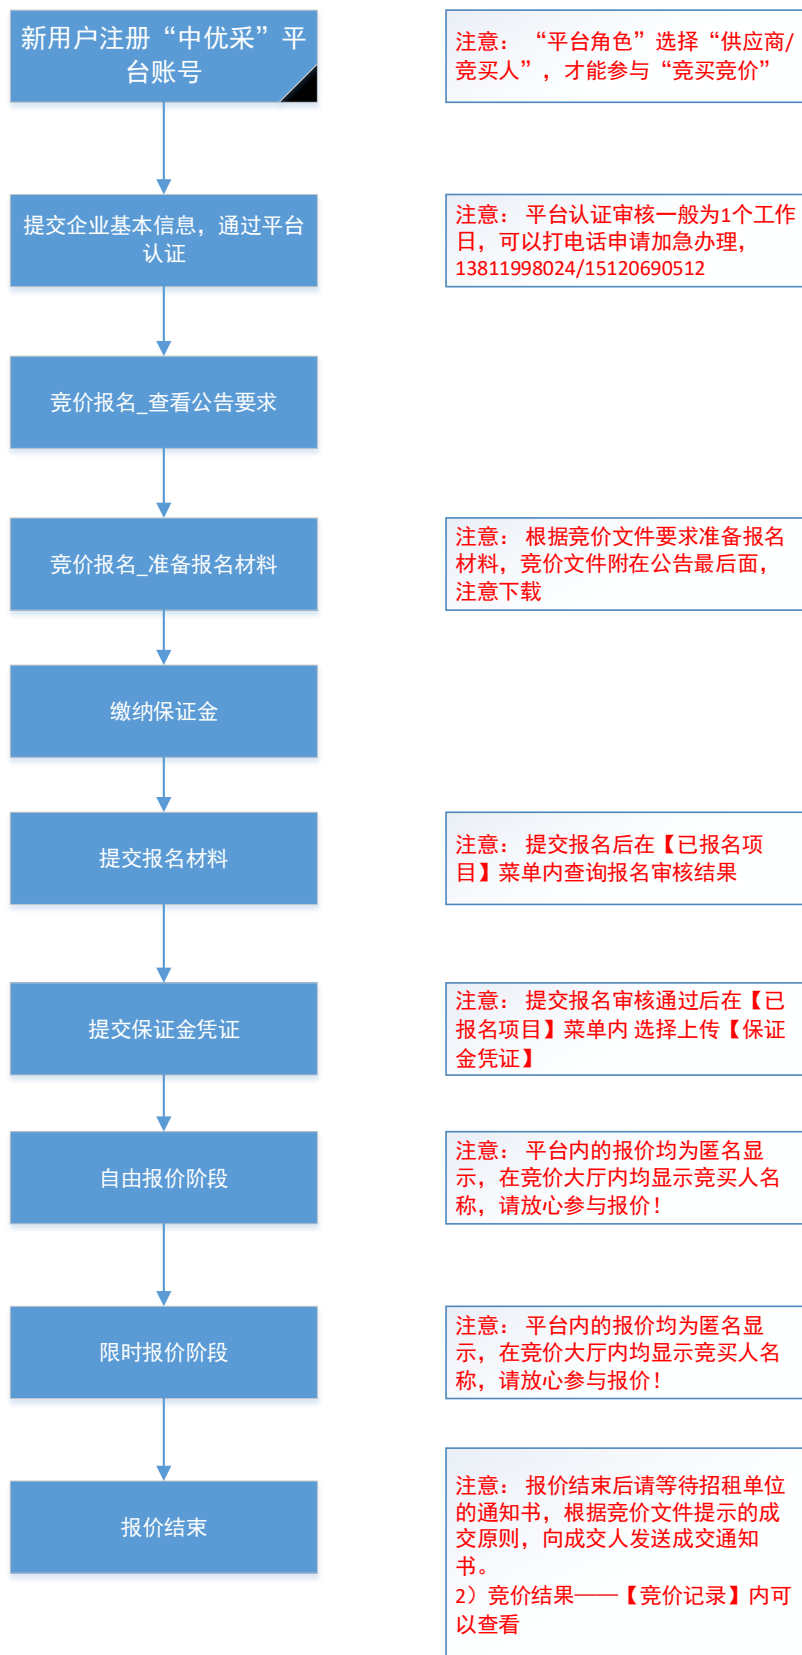 新用户注册“中优采”平
台账号
注意： “平台角色”选择“供应商/
竞买人”，才能参与“竞买竞价”
提交企业基本信息，通过平台
认证
注意： 平台认证审核一般为1个工作
日，可以打电话申请加急办理，
13811998024/15120690512
竞价报名_查看公告要求
竞价报名_准备报名材料
注意： 根据竞价文件要求准备报名
材料，竞价文件附在公告最后面，
注意下载
缴纳保证金
提交报名材料
注意： 提交报名后在【已报名项
目】菜单内查询报名审核结果
提交保证金凭证
注意： 提交报名审核通过后在【已
报名项目】菜单内 选择上传【保证
金凭证】
自由报价阶段
注意： 平台内的报价均为匿名显
示，在竞价大厅内均显示竞买人名
称，请放心参与报价！
限时报价阶段
注意： 平台内的报价均为匿名显
示，在竞价大厅内均显示竞买人名
称，请放心参与报价！
报价结束
注意： 报价结束后请等待招租单位
的通知书，根据竞价文件提示的成
交原则，向成交人发送成交通知
书。
2）竞价结果——【竞价记录】内可
以查看